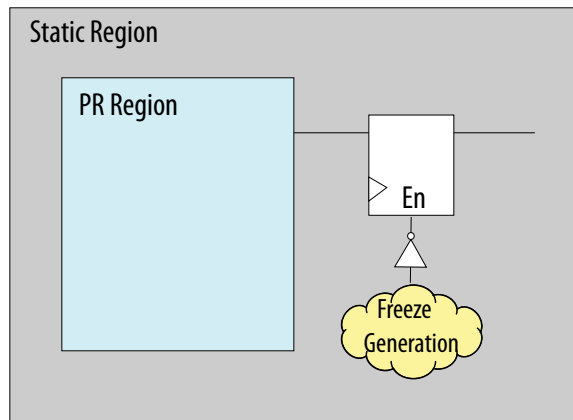 Static Region
PR Region
En
Freeze
Generation